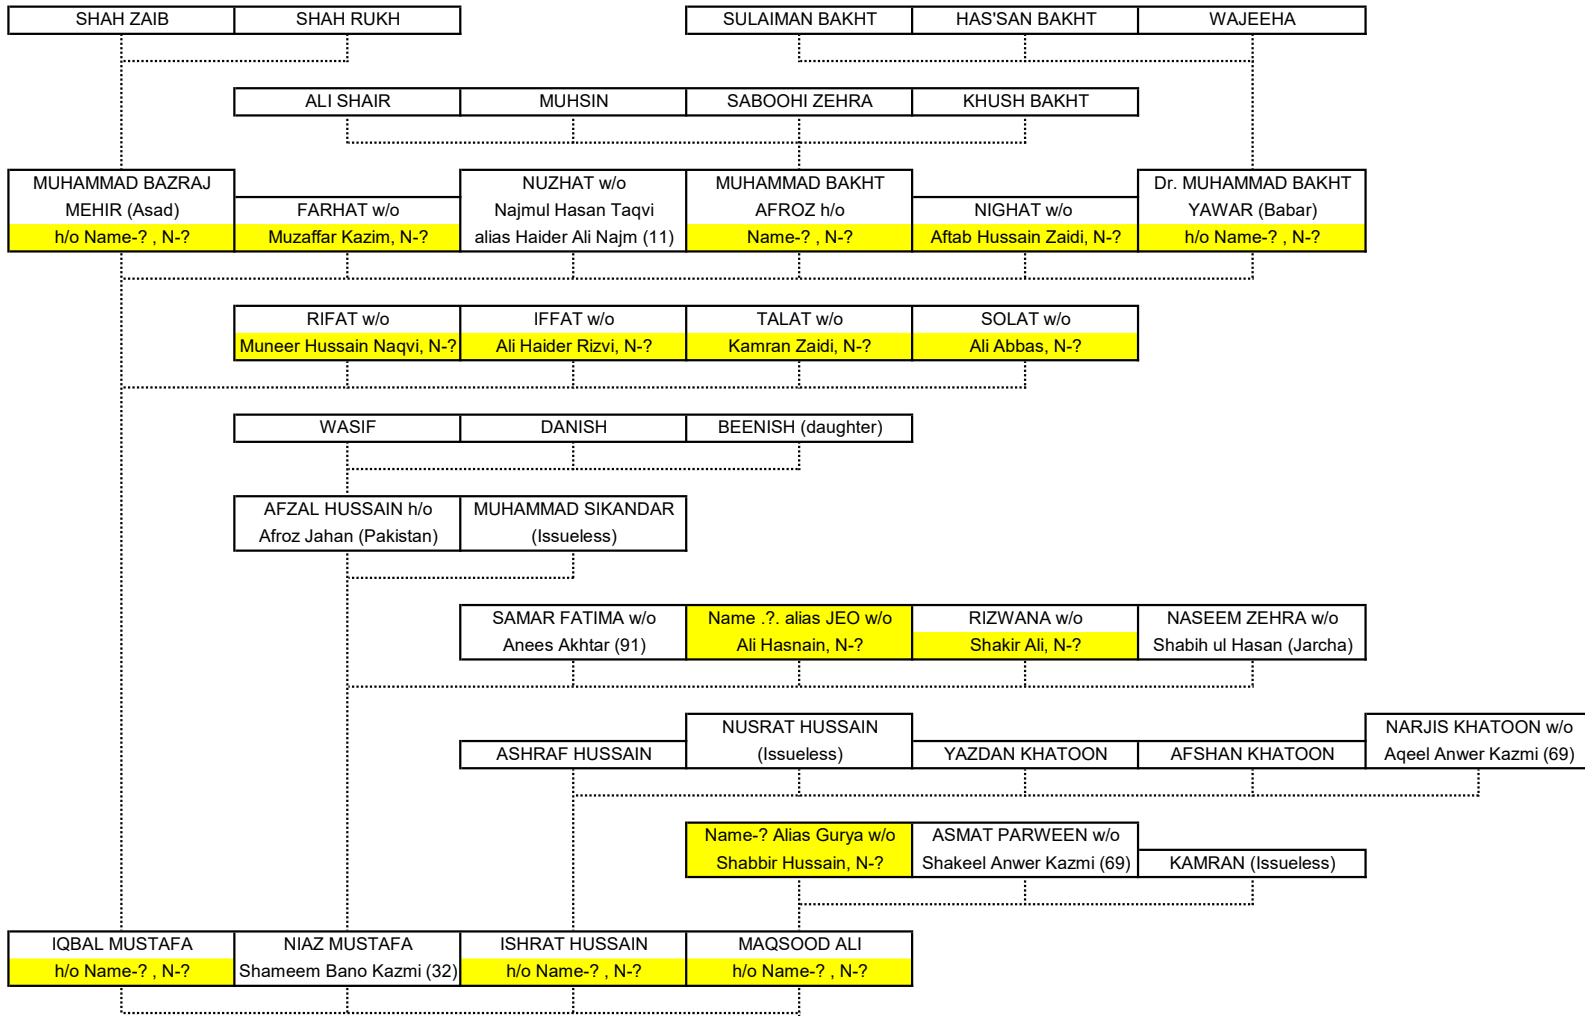 SHAH ZAIB
SHAH RUKH
SULAIMAN BAKHT
HAS'SAN BAKHT
WAJEEHA
ALI SHAIR
MUHSIN
SABOOHI ZEHRA
KHUSH BAKHT
MUHAMMAD BAZRAJ
MEHIR (Asad)
h/o Name-? , N-?
FARHAT w/o
Muzaffar Kazim, N-?
NUZHAT w/o
Najmul Hasan Taqvi
alias Haider Ali Najm (11)
MUHAMMAD BAKHT
AFROZ h/o
Name-? , N-?
NIGHAT w/o
Aftab Hussain Zaidi, N-?
Dr. MUHAMMAD BAKHT
YAWAR (Babar)
h/o Name-? , N-?
RIFAT w/o
Muneer Hussain Naqvi, N-?
IFFAT w/o
Ali Haider Rizvi, N-?
TALAT w/o
Kamran Zaidi, N-?
SOLAT w/o
Ali Abbas, N-?
WASIF
DANISH
BEENISH (daughter)
AFZAL HUSSAIN h/o
Afroz Jahan (Pakistan)
MUHAMMAD SIKANDAR
(Issueless)
SAMAR FATIMA w/o
Anees Akhtar (91)
Name .?. alias JEO w/o
Ali Hasnain, N-?
RIZWANA w/o
Shakir Ali, N-?
NASEEM ZEHRA w/o
Shabih ul Hasan (Jarcha)
ASHRAF HUSSAIN
NUSRAT HUSSAIN
(Issueless)
YAZDAN KHATOON
AFSHAN KHATOON
NARJIS KHATOON w/o
Aqeel Anwer Kazmi (69)
Name-? Alias Gurya w/o
Shabbir Hussain, N-?
ASMAT PARWEEN w/o
Shakeel Anwer Kazmi (69)
KAMRAN (Issueless)
IQBAL MUSTAFA
h/o Name-? , N-?
NIAZ MUSTAFA
Shameem Bano Kazmi (32)
ISHRAT HUSSAIN
h/o Name-? , N-?
MAQSOOD ALI
h/o Name-? , N-?